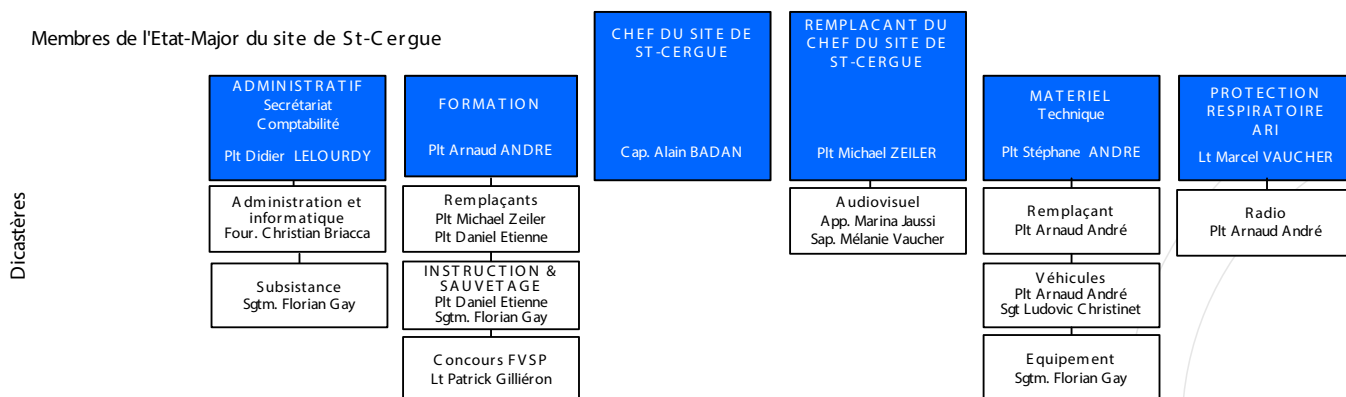 Membres de l'Etat-Major du site de St-Cergue
Dicastères
ADMINISTRATIF
Secrétariat
Comptabilité
Plt Didier LELOURDY
Administration et
informatique
Four. Christian Briacca
Subsistance
Sgtm. Florian Gay
FORMATION
Plt Arnaud ANDRE
Remplaçants
Plt Michael Zeiler
Plt Daniel Etienne
INSTRUCTION &
SAUVETAGE
Plt Daniel Etienne
Sgtm. Florian Gay
Concours FVSP
Lt Patrick Gilliéron
CHEF DU SITE DE
ST-CERGUE
Cap. Alain BADAN
REMPLACANT DU
CHEF DU SITE DE
ST-CERGUE
Plt Michael ZEILER
Audiovisuel
App. Marina Jaussi
Sap. Mélanie Vaucher
MATERIEL
Technique
Plt Stéphane ANDRE
Remplaçant
Plt Arnaud André
Véhicules
Plt Arnaud André
Sgt Ludovic Christinet
Equipement
Sgtm. Florian Gay
PROTECTION
RESPIRATOIRE
ARI
Lt Marcel VAUCHER
Radio
Plt Arnaud André